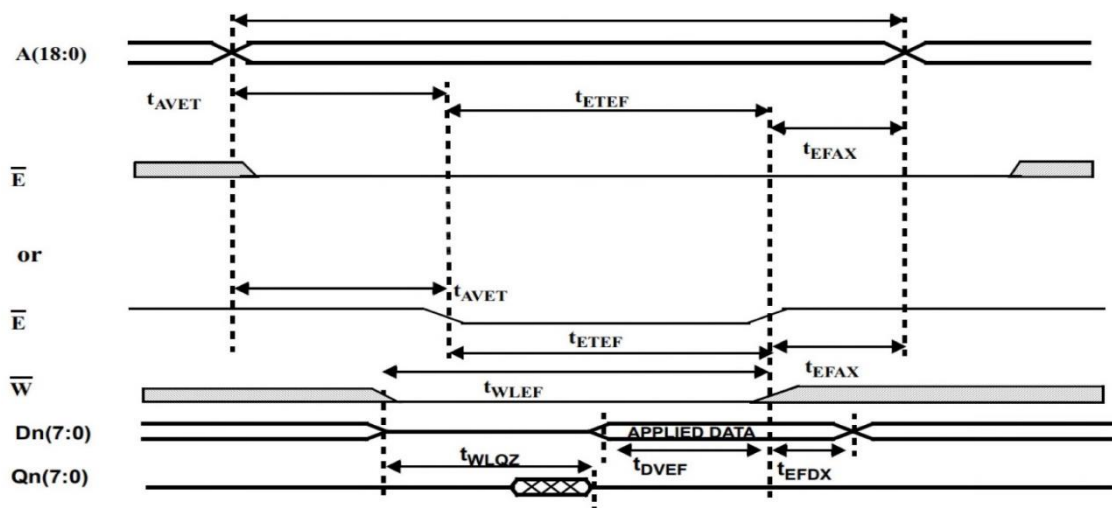 A(18:0)
tAVET
tETEF
tEFAX
E
or
tAVET
E
tETEF
tEFAX
W
tWLEF
Dn(7:0)
APPLIED DATA
tWLQZ
tDVEF
tEFDX
Qn(7:0)